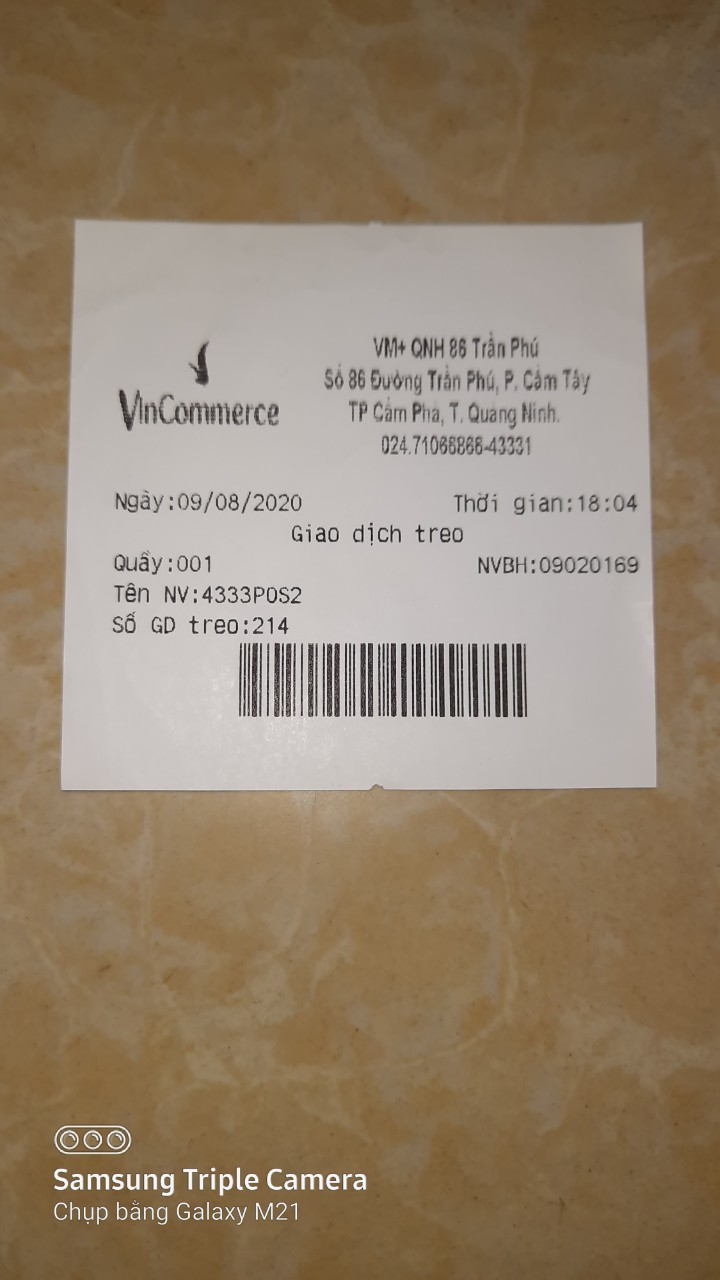 VinCommerce
VM+ QNH 86 Trần Phú
Số 86 Đường Trần Phú, P. Cẩm Tây
TP Cẩm Phả, T. Quảng Ninh.
024.71066866-43331
Ngày:09/08/2020 Thời gian:18:04
Giao dịch treo
Quầy:001 NVBH:09020169
Tên NV:4333POS2
Số GD treo:214
Samsung Triple Camera
Chụp bằng Galaxy M21